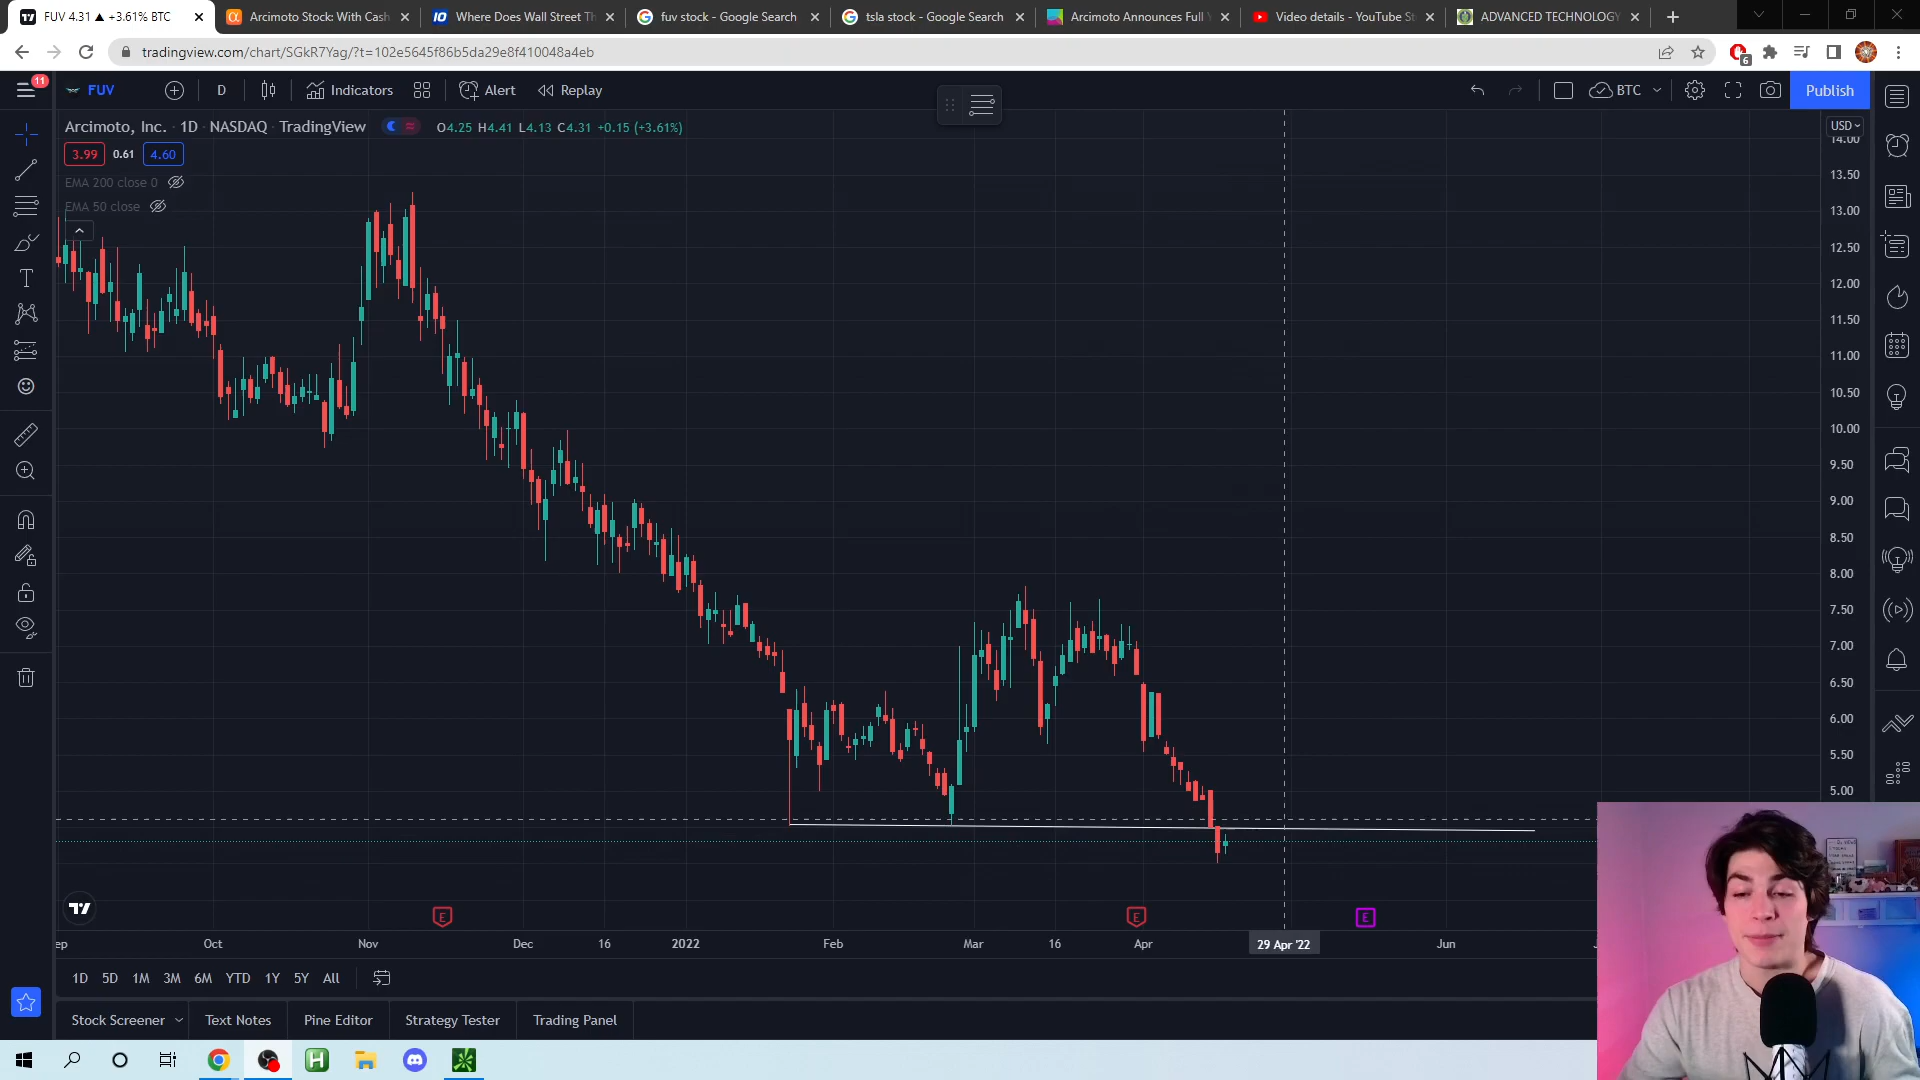 FUV 4.31 ▲ +3.61% BTC
Arcimoto Stock: With Cash
Where Does Wall Street Th
fuv stock - Google Search
tsla stock - Google Search
Arcimoto Announces Full Y
Video details - YouTube St
ADVANCED TECHNOLOGY
tradingview.com/chart/SGkR7Yag/?t=102e5645f86b5da29e8f410048a4eb
6
11
FUV
D
Indicators
Alert
Replay
BTC
Publish
Arcimoto, Inc. · 1D · NASDAQ · TradingView
O4.25 H4.41 L4.13 C4.31 +0.15 (+3.61%)
USD
3.99 0.61 4.60
EMA 200 close 0
EMA 50 close
14.00
13.50
13.00
12.50
12.00
11.50
11.00
10.50
10.00
9.50
9.00
8.50
8.00
7.50
7.00
6.50
6.00
5.50
5.00
E
E
E
ep
Oct
Nov
Dec
16
2022
Feb
Mar
16
Apr
29 Apr '22
Jun
1D 5D 1M 3M 6M YTD 1Y 5Y All
Stock Screener
Text Notes
Pine Editor
Strategy Tester
Trading Panel